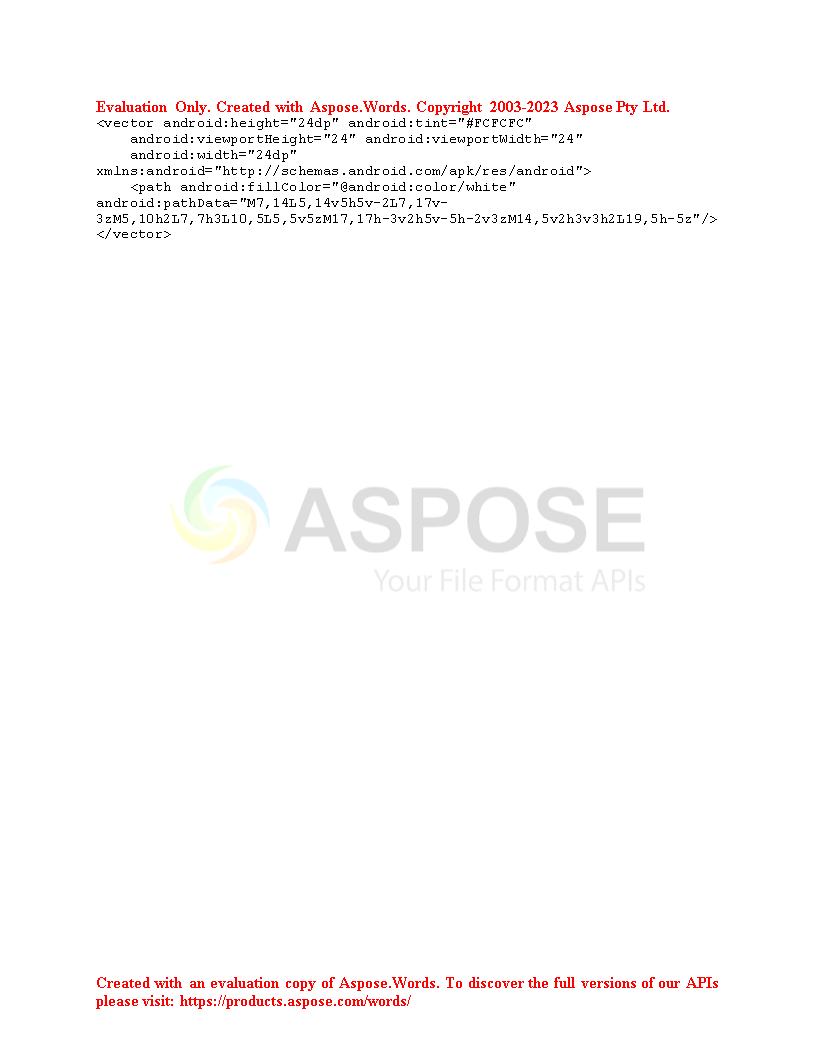 Evaluation Only. Created with Aspose.Words. Copyright 2003-2023 Aspose Pty Ltd.
<vector android:height="24dp" android:tint="#FCFCFC"
    android:viewportHeight="24" android:viewportWidth="24"
    android:width="24dp"
xmlns:android="http://schemas.android.com/apk/res/android">
    <path android:fillColor="@android:color/white"
android:pathData="M7,14L5,14v5h5v-2L7,17v-
3zM5,10h2L7,7h3L10,5L5,5v5zM17,17h-3v2h5v-5h-2v3zM14,5v2h3v3h2L19,5h-5z"/>
</vector>
ASPOSE
Your File Format APIs
Created with an evaluation copy of Aspose.Words. To discover the full versions of our APIs
please visit: https://products.aspose.com/words/